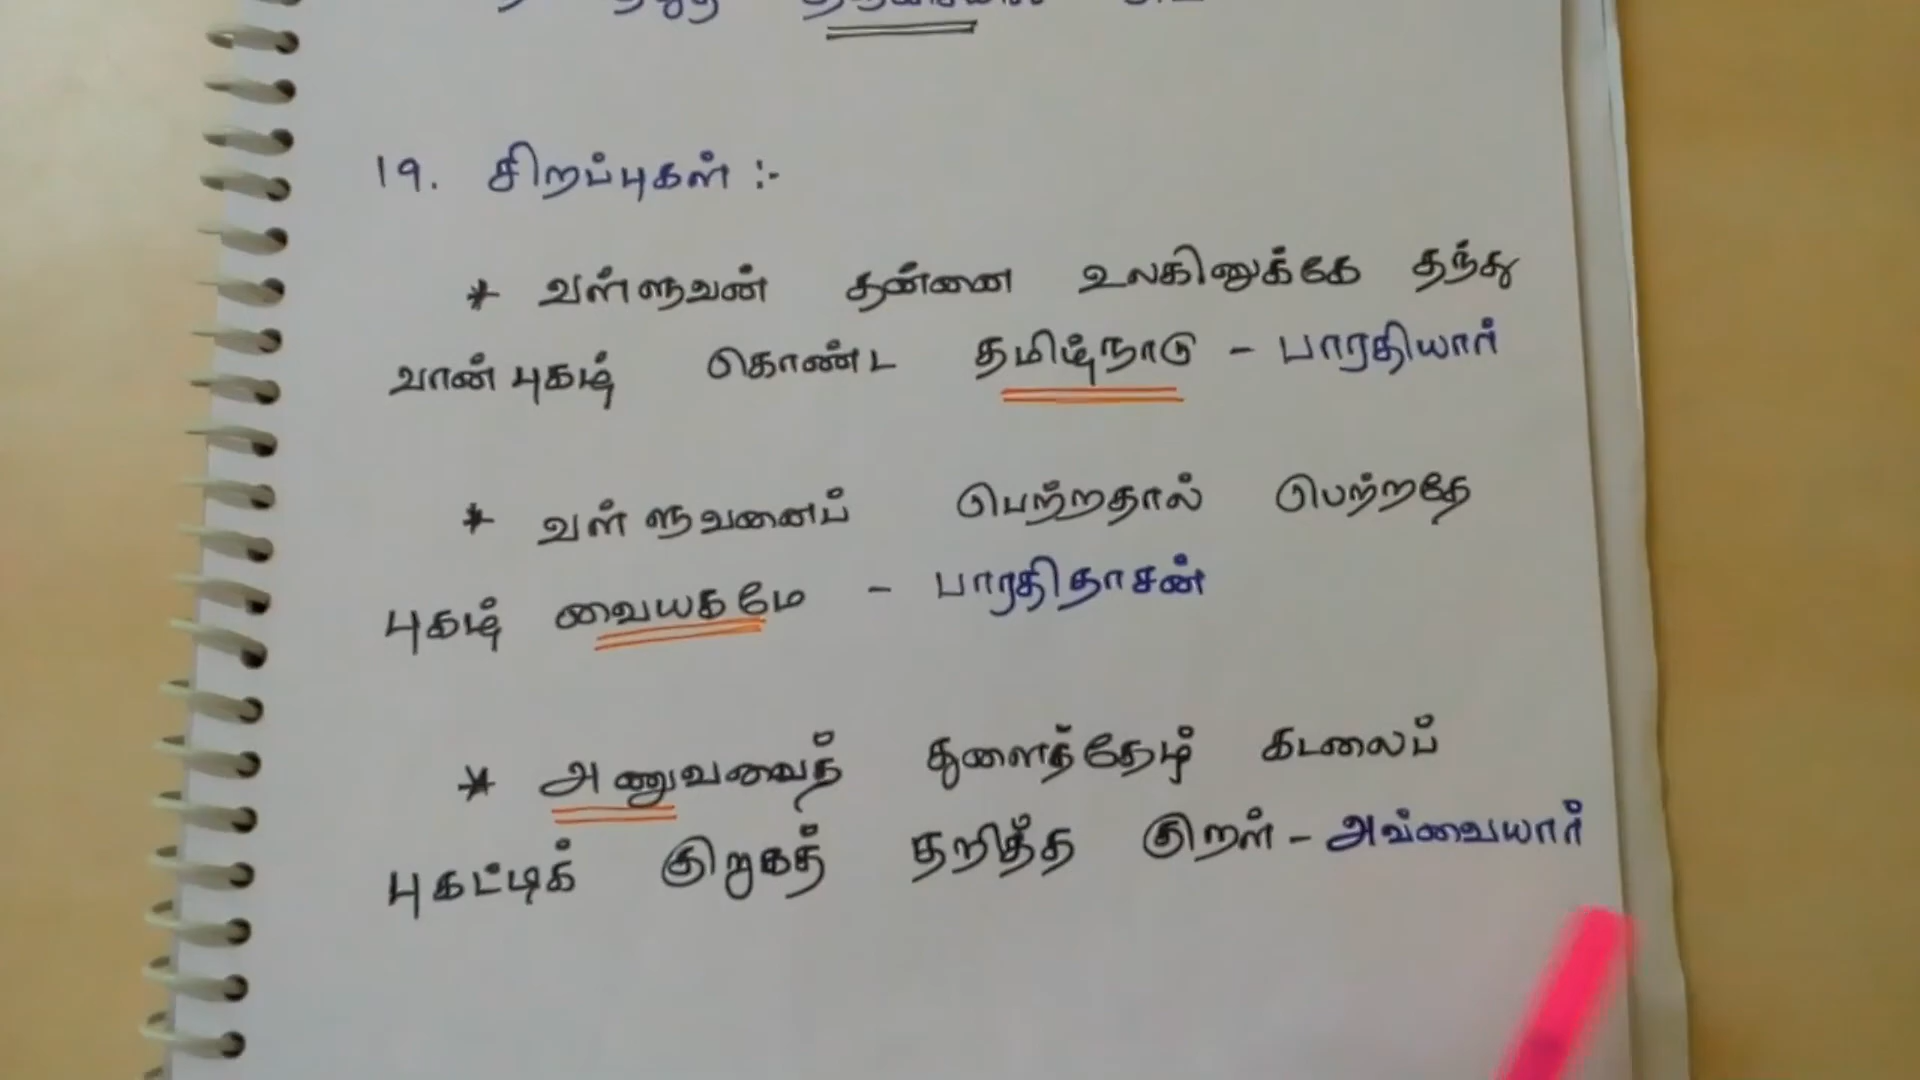 19. சிறப்புகள் :-
* வள்ளுவன் தன்னை உலகினுக்கே தந்து
வான்புகழ் கொண்ட தமிழ்நாடு - பாரதியார்
* வள்ளுவனைப் பெற்றதால் பெற்றதே
புகழ் வையகமே - பாரதிதாசன்
* அணுவவைத் துளைத்தேழ் கடலைப்
புகட்டிக் குறுகத் தறித்த குறள் - அவ்வையார்